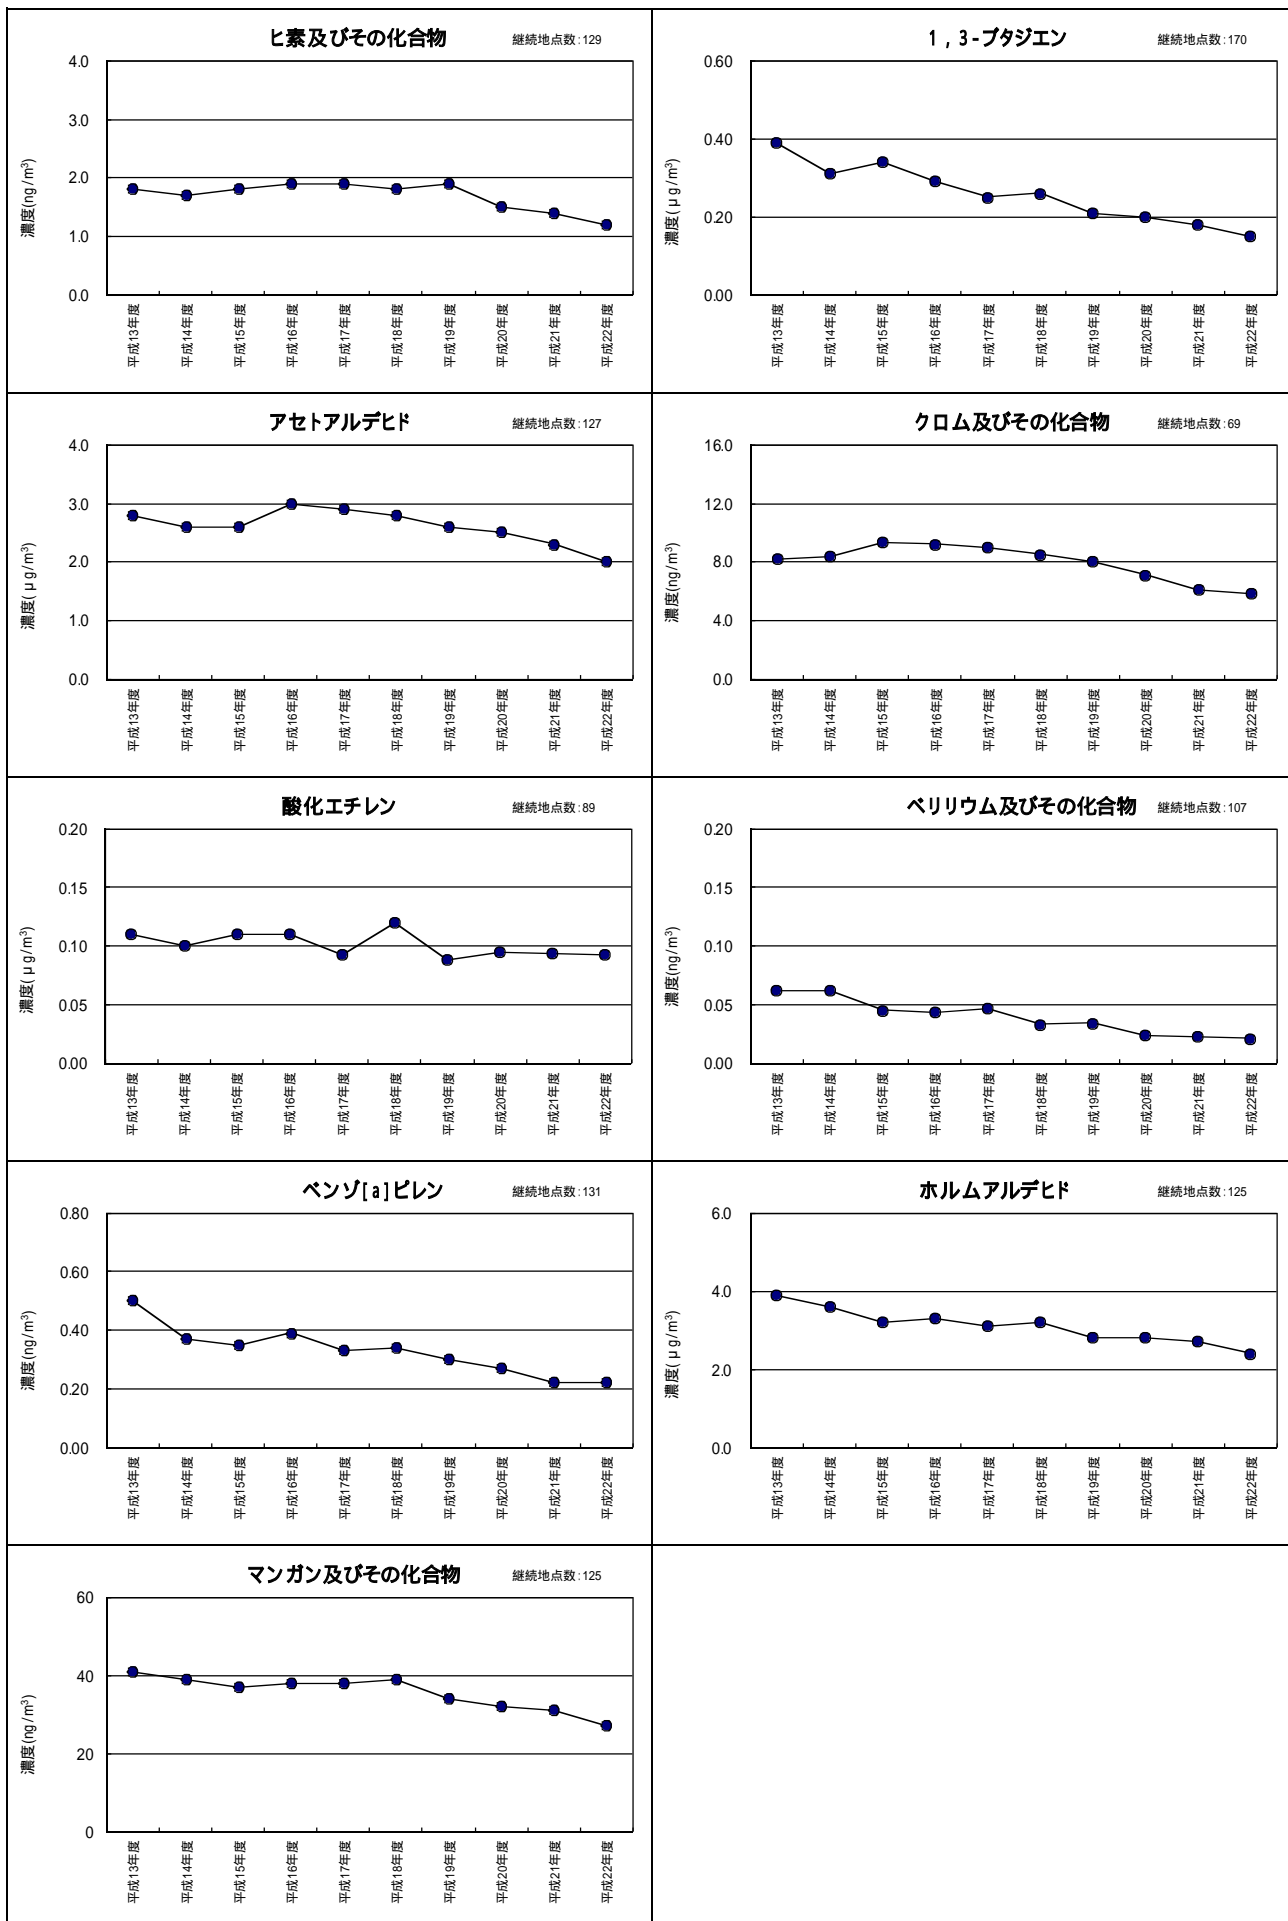 ヒ素及びその化合物 継続地点数：129
4.0
3.0
2.0
1.0
0.0
濃度(ng/m³)
平成13年度
平成14年度
平成15年度
平成16年度
平成17年度
平成18年度
平成19年度
平成20年度
平成21年度
平成22年度
1，3-ブタジエン 継続地点数：170
0.60
0.40
0.20
0.00
濃度(μg/m³)
平成13年度
平成14年度
平成15年度
平成16年度
平成17年度
平成18年度
平成19年度
平成20年度
平成21年度
平成22年度
アセトアルデヒド 継続地点数：127
4.0
3.0
2.0
1.0
0.0
濃度(μg/m³)
平成13年度
平成14年度
平成15年度
平成16年度
平成17年度
平成18年度
平成19年度
平成20年度
平成21年度
平成22年度
クロム及びその化合物 継続地点数：69
16.0
12.0
8.0
4.0
0.0
濃度(ng/m³)
平成13年度
平成14年度
平成15年度
平成16年度
平成17年度
平成18年度
平成19年度
平成20年度
平成21年度
平成22年度
酸化エチレン 継続地点数：89
0.20
0.15
0.10
0.05
0.00
濃度(μg/m³)
平成13年度
平成14年度
平成15年度
平成16年度
平成17年度
平成18年度
平成19年度
平成20年度
平成21年度
平成22年度
ベリリウム及びその化合物 継続地点数：107
0.20
0.15
0.10
0.05
0.00
濃度(ng/m³)
平成13年度
平成14年度
平成15年度
平成16年度
平成17年度
平成18年度
平成19年度
平成20年度
平成21年度
平成22年度
ベンゾ[a]ピレン 継続地点数：131
0.80
0.60
0.40
0.20
0.00
濃度(ng/m³)
平成13年度
平成14年度
平成15年度
平成16年度
平成17年度
平成18年度
平成19年度
平成20年度
平成21年度
平成22年度
ホルムアルデヒド 継続地点数：125
6.0
4.0
2.0
0.0
濃度(μg/m³)
平成13年度
平成14年度
平成15年度
平成16年度
平成17年度
平成18年度
平成19年度
平成20年度
平成21年度
平成22年度
マンガン及びその化合物 継続地点数：125
60
40
20
0
濃度(ng/m³)
平成13年度
平成14年度
平成15年度
平成16年度
平成17年度
平成18年度
平成19年度
平成20年度
平成21年度
平成22年度